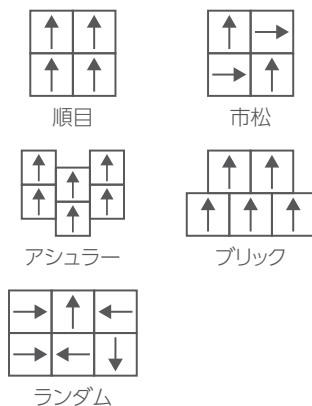 順目
市松
アシュラー
ブリック
ランダム